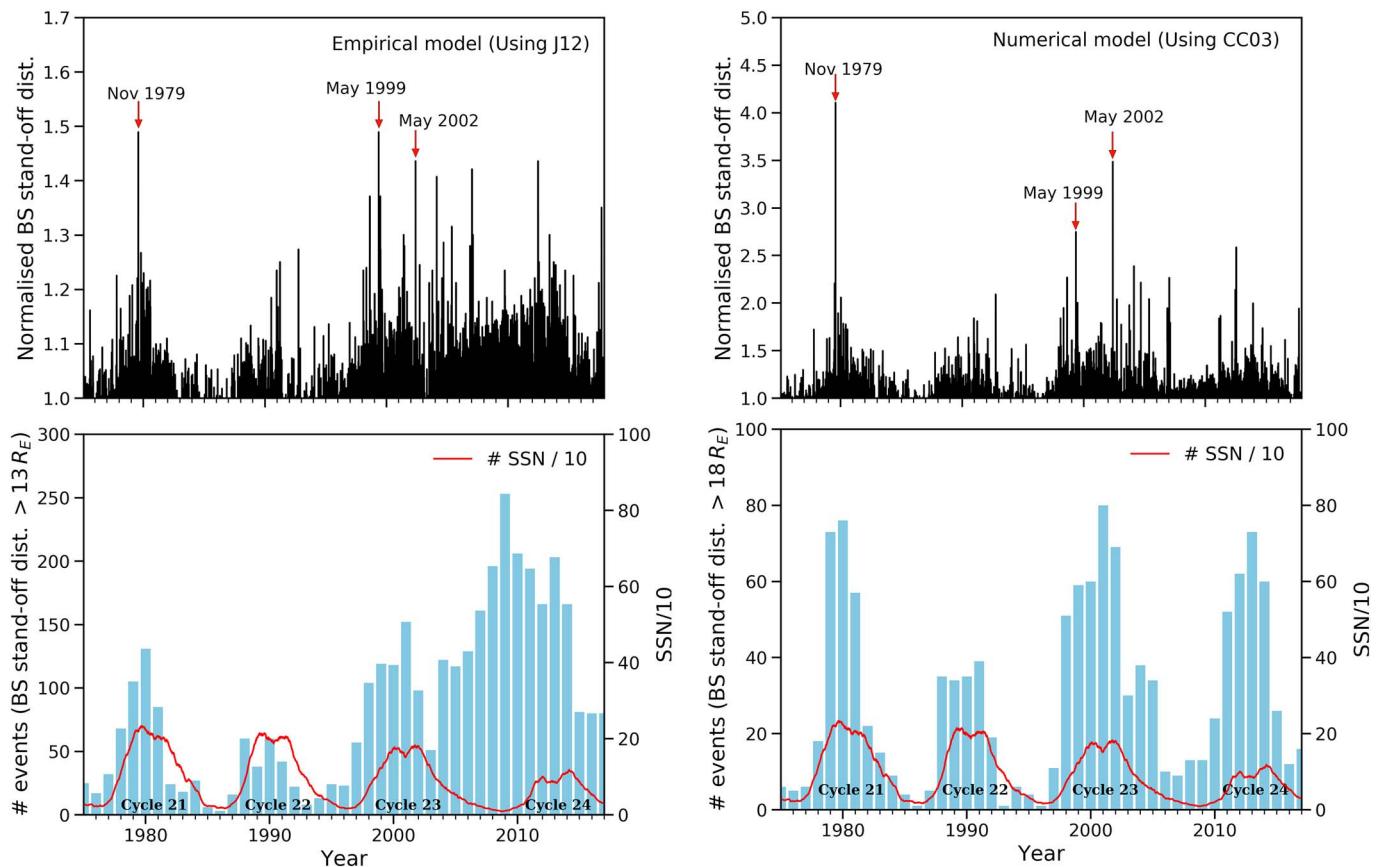 Empirical model (Using J12)
Nov 1979
May 1999
May 2002
Normalised BS stand-off dist.
1.7
1.6
1.5
1.4
1.3
1.2
1.1
1.0
1980
1990
2000
2010
Numerical model (Using CC03)
Nov 1979
May 2002
May 1999
Normalised BS stand-off dist.
5.0
4.5
4.0
3.5
3.0
2.5
2.0
1.5
1.0
# SSN / 10
# events (BS stand-off dist. > 13 R_E)
300
250
200
150
100
50
0
100
80
60
40
20
0
SSN/10
Cycle 21
Cycle 22
Cycle 23
Cycle 24
1980
1990
2000
2010
Year
# SSN / 10
# events (BS stand-off dist. > 18 R_E)
100
80
60
40
20
0
100
80
60
40
20
0
SSN/10
Cycle 21
Cycle 22
Cycle 23
Cycle 24
1980
1990
2000
2010
Year